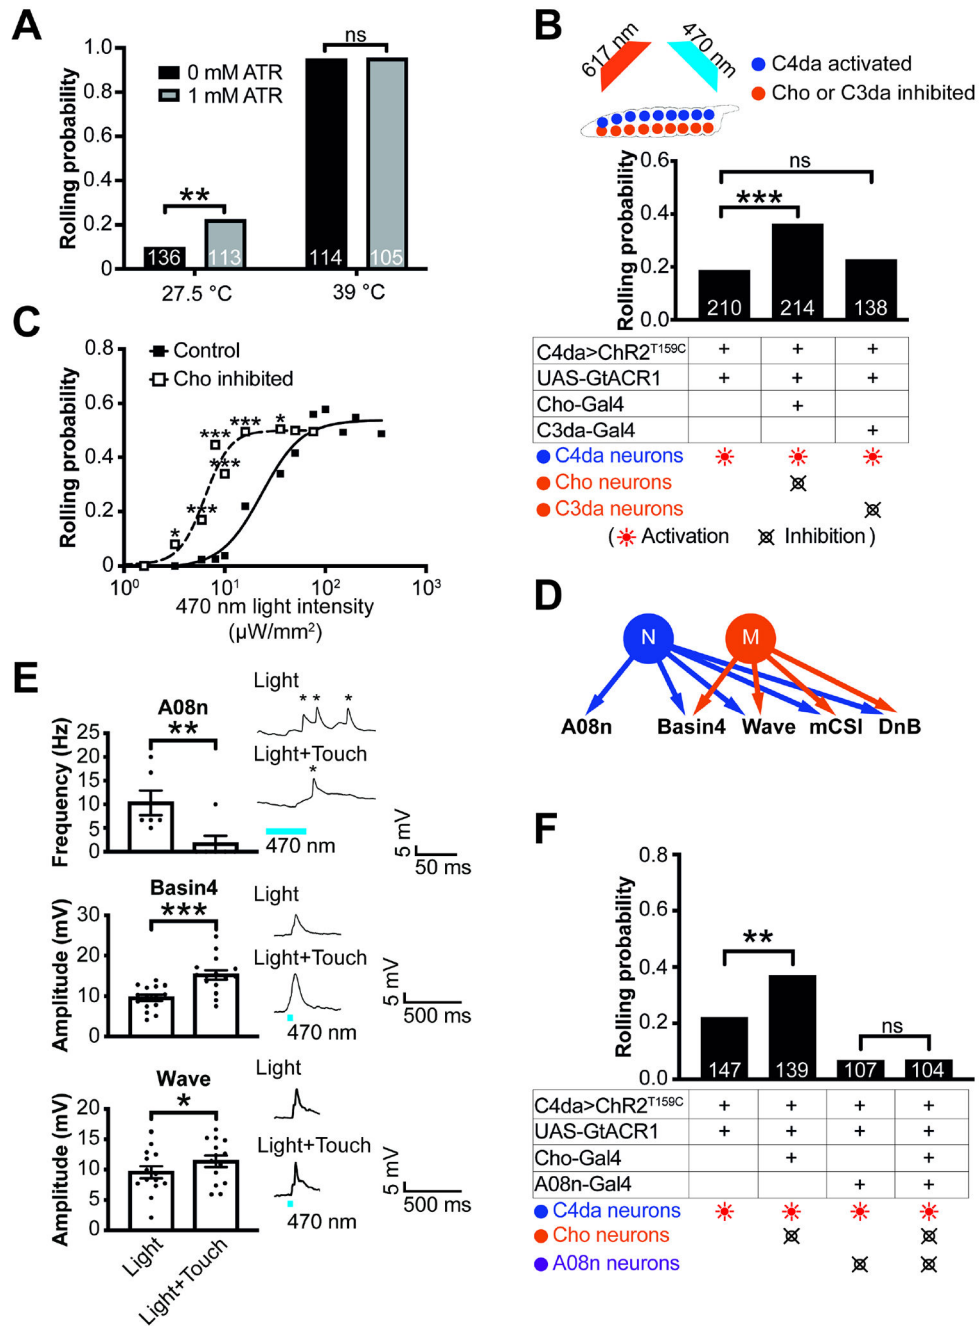 A
Rolling probability
1.0
0.8
0.6
0.4
0.2
0
0 mM ATR
1 mM ATR
**
ns
136
113
114
105
27.5 °C
39 °C
B
617 nm
470 nm
C4da activated
Cho or C3da inhibited
Rolling probability
0.6
0.4
0.2
0.0
ns
***
210
214
138
C4da>ChR2T159C + + +
UAS-GtACR1 + + +
Cho-Gal4 +
C3da-Gal4 +
C4da neurons
Cho neurons
C3da neurons
( Activation Inhibition )
C
Rolling probability
0.8
0.6
0.4
0.2
0
Control
Cho inhibited
*
***
***
***
***
*
10⁰ 10¹ 10² 10³
470 nm light intensity
(µW/mm²)
D
N
M
A08n Basin4 Wave mCSI DnB
E
A08n
**
Frequency (Hz)
25
20
15
10
5
0
Light
* * *
Light+Touch
*
470 nm
5 mV
50 ms
Basin4
***
Amplitude (mV)
30
20
10
0
Light
Light+Touch
470 nm
5 mV
500 ms
Wave
*
Amplitude (mV)
20
15
10
5
0
Light
Light+Touch
470 nm
5 mV
500 ms
Light
Light+Touch
F
Rolling probability
0.8
0.6
0.4
0.2
0.0
**
ns
147
139
107
104
C4da>ChR2T159C + + + +
UAS-GtACR1 + + + +
Cho-Gal4 + +
A08n-Gal4 + +
C4da neurons
Cho neurons
A08n neurons